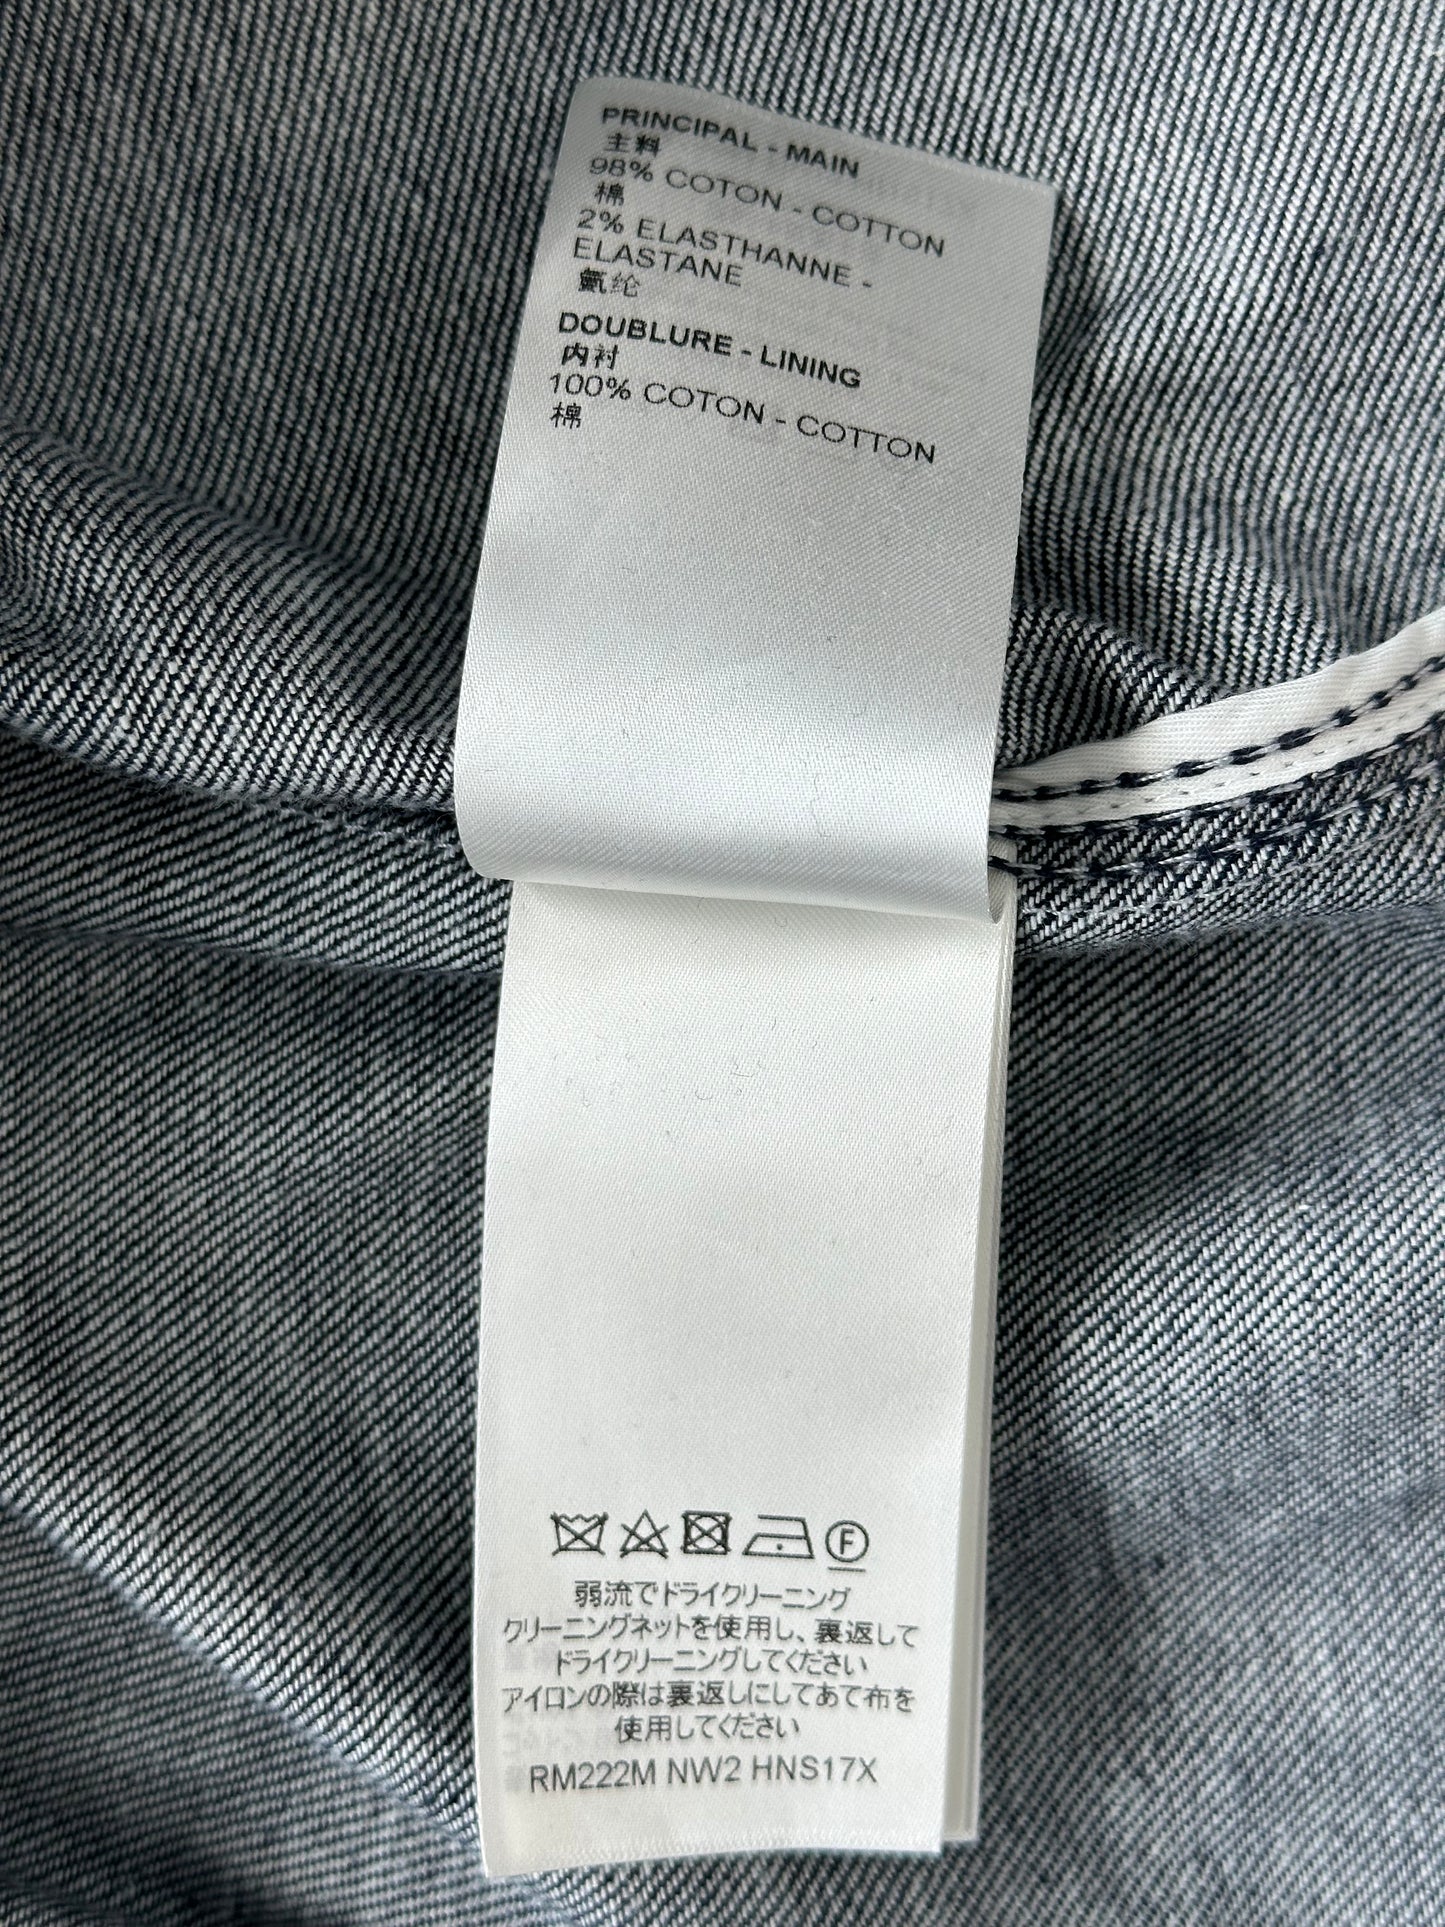 PRINCIPAL - MAIN
主料
98% COTON - COTTON
棉
2% ELASTHANNE -
ELASTANE
氨纶
DOUBLURE - LINING
内衬
100% COTON - COTTON
棉
F
弱流でドライクリーニング
クリーニングネットを使用し、裏返して
ドライクリーニングしてください
アイロンの際は裏返しにしてあて布を
使用してください
RM222M NW2 HNS17X